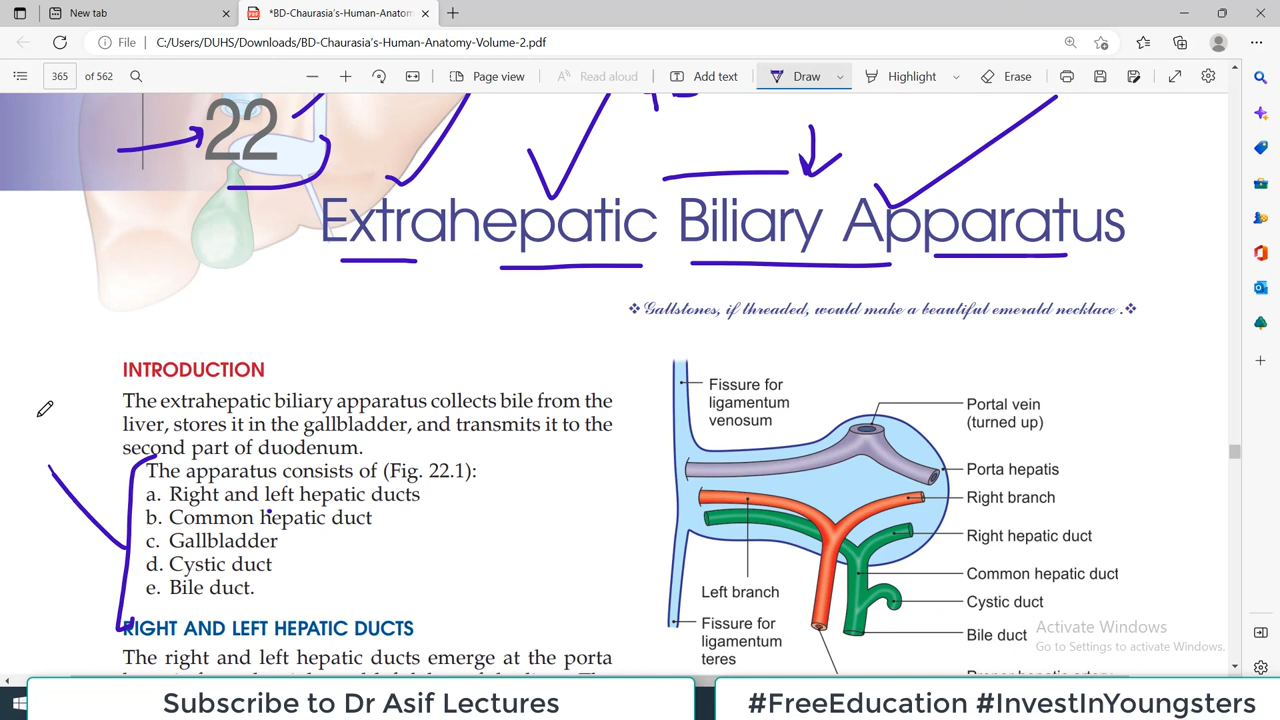 New tab
*BD-Chaurasia's-Human-Anatom
File
C:/Users/DUHS/Downloads/BD-Chaurasia's-Human-Anatomy-Volume-2.pdf
365
of 562
Page view
Read aloud
Add text
Draw
Highlight
Erase
22
Extrahepatic Biliary Apparatus
❖Gallstones, if threaded, would make a beautiful emerald necklace .❖
INTRODUCTION
The extrahepatic biliary apparatus collects bile from the
liver, stores it in the gallbladder, and transmits it to the
second part of duodenum.
The apparatus consists of (Fig. 22.1):
a. Right and left hepatic ducts
b. Common hepatic duct
c. Gallbladder
d. Cystic duct
e. Bile duct.
RIGHT AND LEFT HEPATIC DUCTS
The right and left hepatic ducts emerge at the porta
Fissure for
ligamentum
venosum
Portal vein
(turned up)
Porta hepatis
Right branch
Right hepatic duct
Common hepatic duct
Cystic duct
Bile duct
Left branch
Fissure for
ligamentum
teres
Activate Windows
Go to Settings to activate Windows.
Subscribe to Dr Asif Lectures
#FreeEducation #InvestInYoungsters